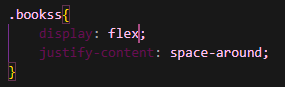 .bookss{
    display: flex;
    justify-content: space-around;
}